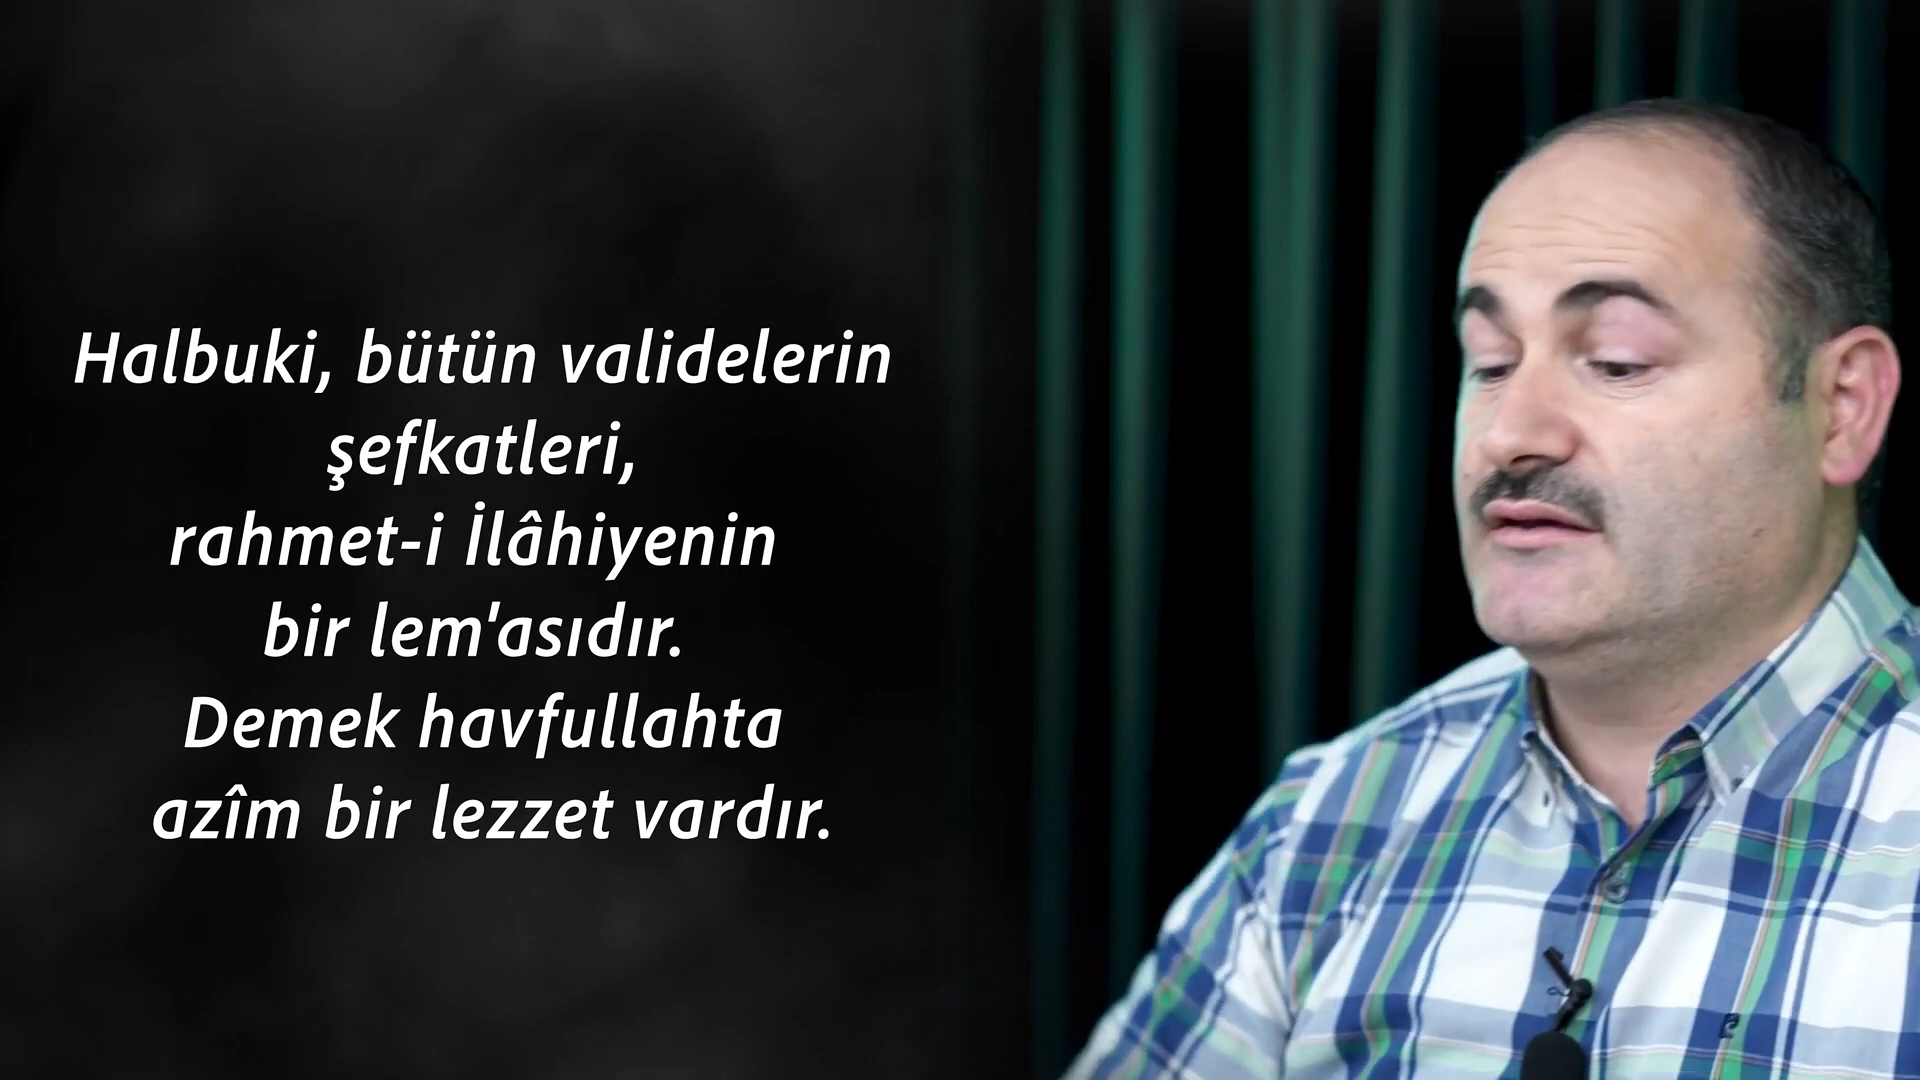 Halbuki, bütün validelerin
şefkatleri,
rahmet-i İlâhiyenin
bir lem'asıdır.
Demek havfullahta
azîm bir lezzet vardır.